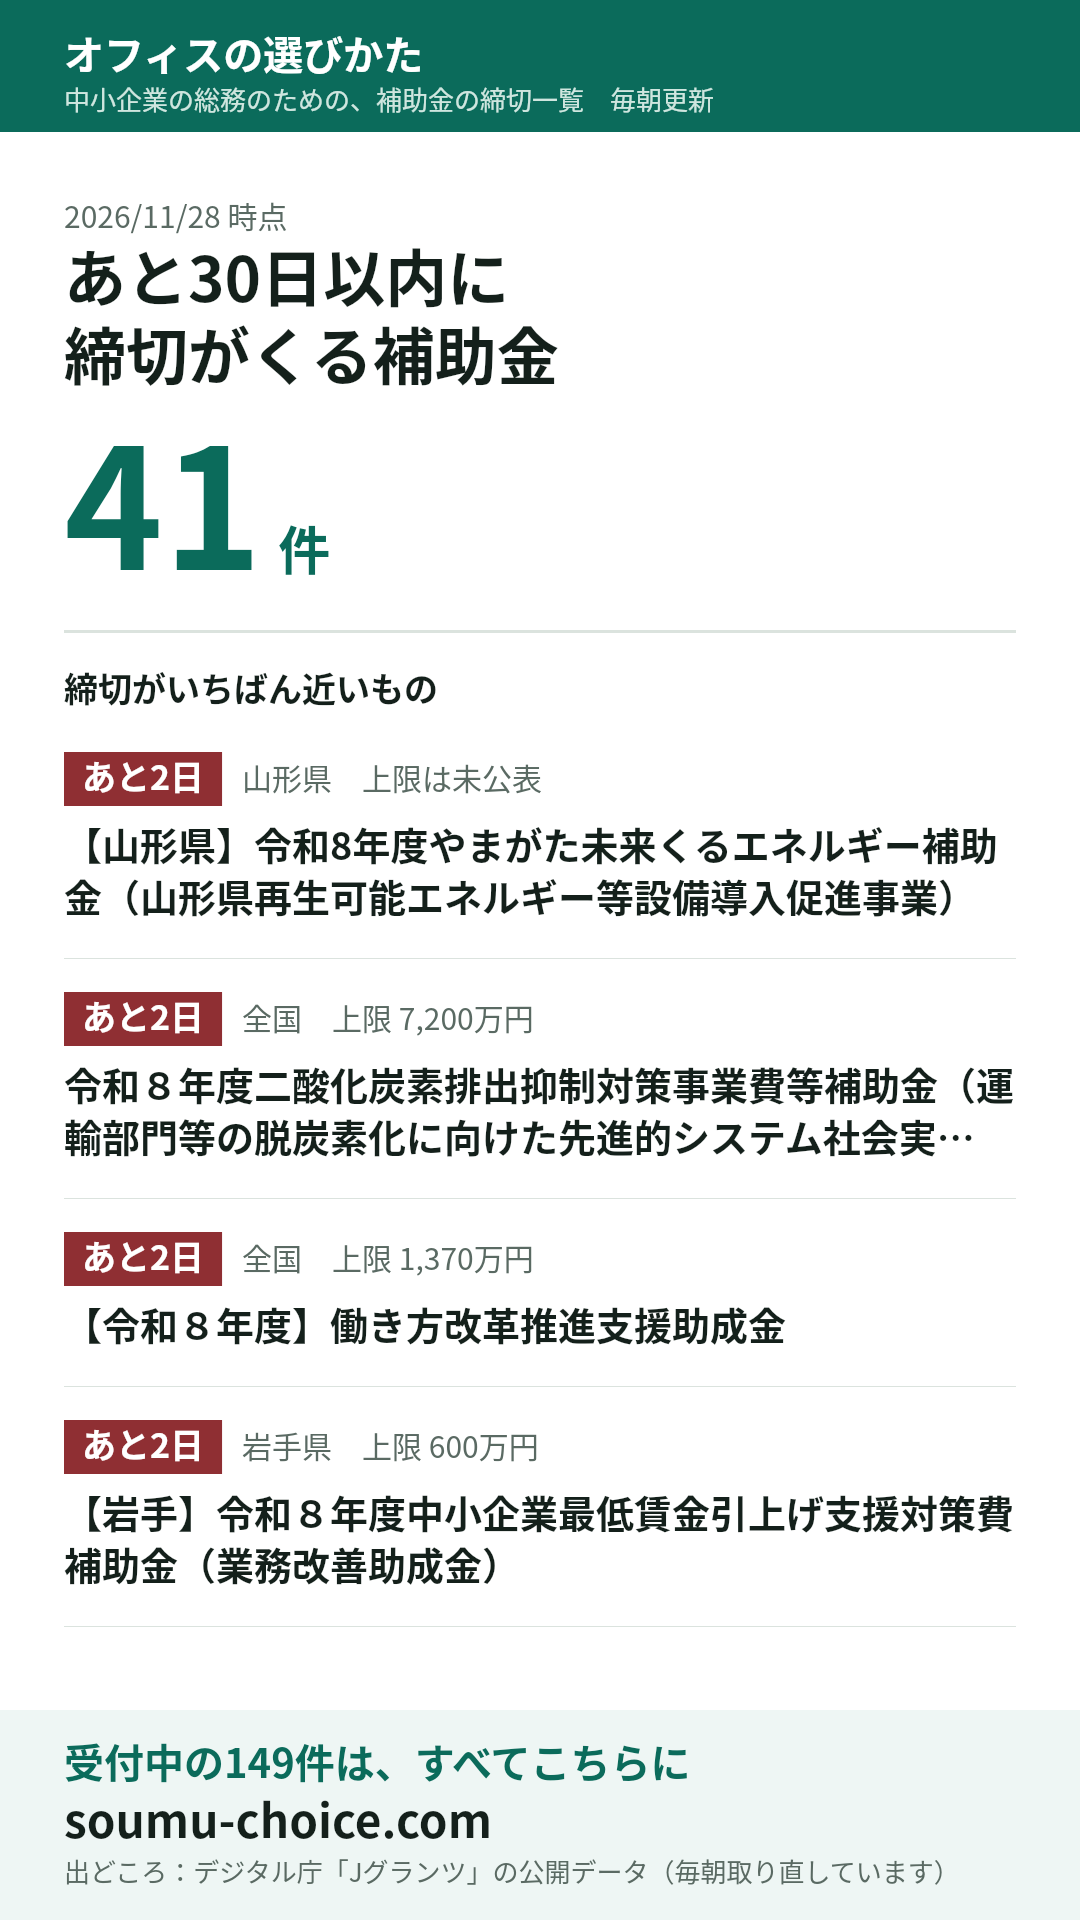 オフィスの選びかた
中小企業の総務のための、補助金の締切一覧　毎朝更新
2026/11/28 時点
あと30日以内に
締切がくる補助金
41 件
締切がいちばん近いもの
あと2日 山形県　上限は未公表
【山形県】令和8年度やまがた未来くるエネルギー補助
金（山形県再生可能エネルギー等設備導入促進事業）
あと2日 全国　上限 7,200万円
令和８年度二酸化炭素排出抑制対策事業費等補助金（運
輸部門等の脱炭素化に向けた先進的システム社会実…
あと2日 全国　上限 1,370万円
【令和８年度】働き方改革推進支援助成金
あと2日 岩手県　上限 600万円
【岩手】令和８年度中小企業最低賃金引上げ支援対策費
補助金（業務改善助成金）
受付中の149件は、すべてこちらに
soumu-choice.com
出どころ：デジタル庁「Jグランツ」の公開データ（毎朝取り直しています）